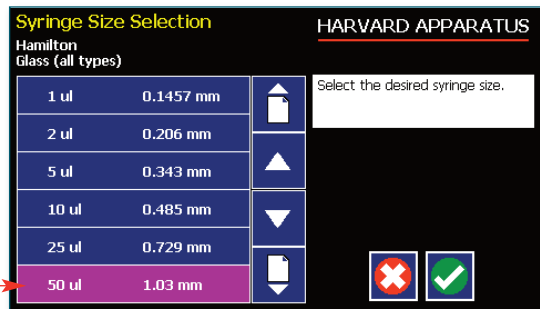 Syringe Size Selection
Hamilton
Glass (all types)
HARVARD APPARATUS
Select the desired syringe size.
1 ul 0.1457 mm
2 ul 0.206 mm
5 ul 0.343 mm
10 ul 0.485 mm
25 ul 0.729 mm
50 ul 1.03 mm